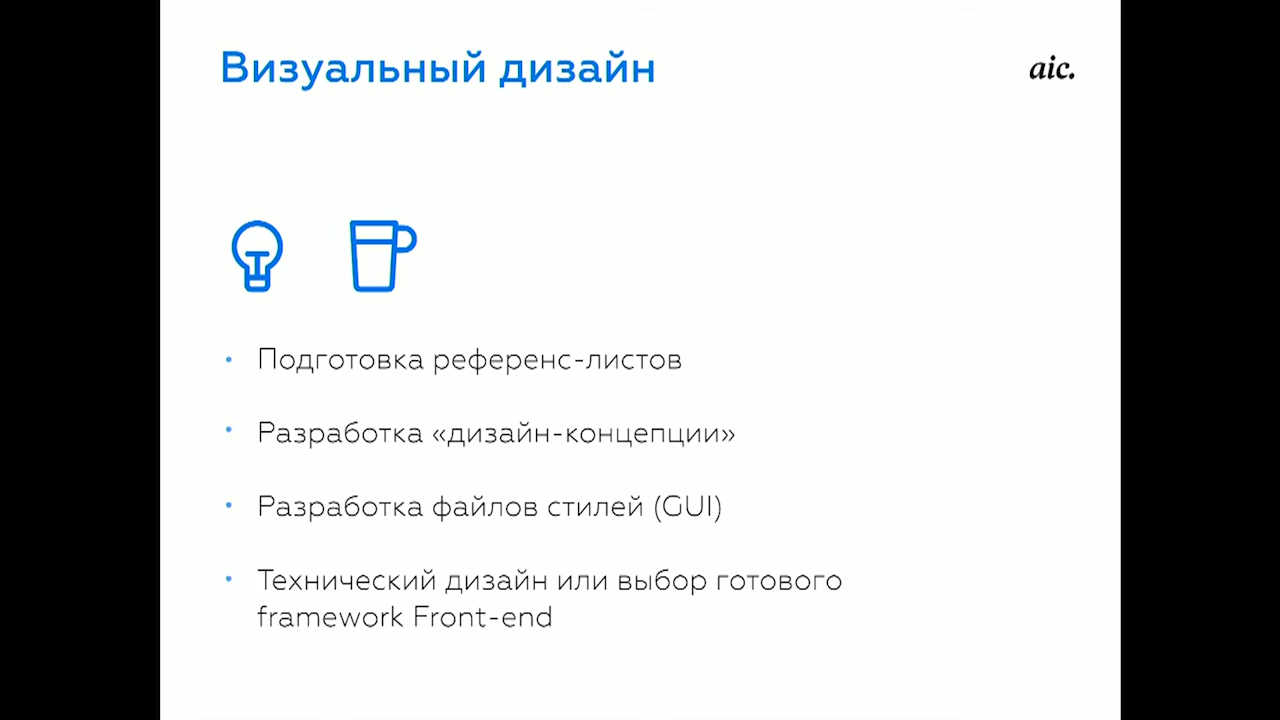 Визуальный дизайн
aic.
• Подготовка референс-листов
• Разработка «дизайн-концепции»
• Разработка файлов стилей (GUI)
• Технический дизайн или выбор готового
framework Front-end